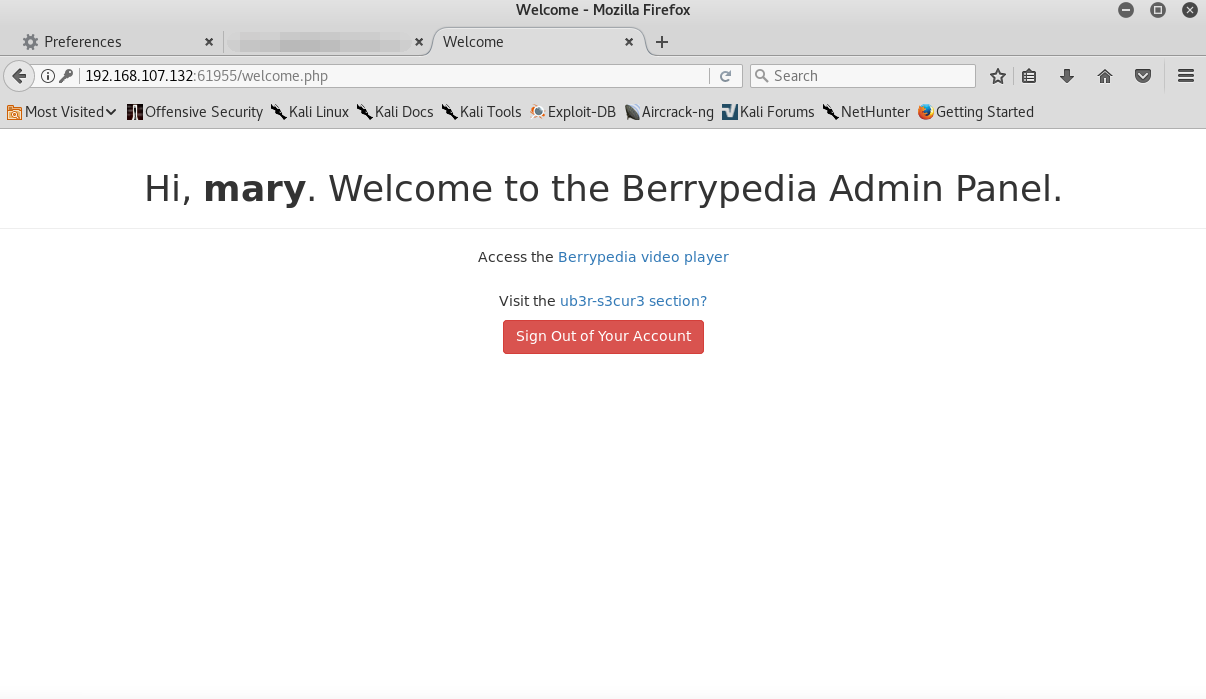 Welcome - Mozilla Firefox
Preferences
Welcome
192.168.107.132:61955/welcome.php
Search
Most Visited Offensive Security Kali Linux Kali Docs Kali Tools Exploit-DB Aircrack-ng Kali Forums NetHunter Getting Started
Hi, mary. Welcome to the Berrypedia Admin Panel.
Access the Berrypedia video player
Visit the ub3r-s3cur3 section?
Sign Out of Your Account